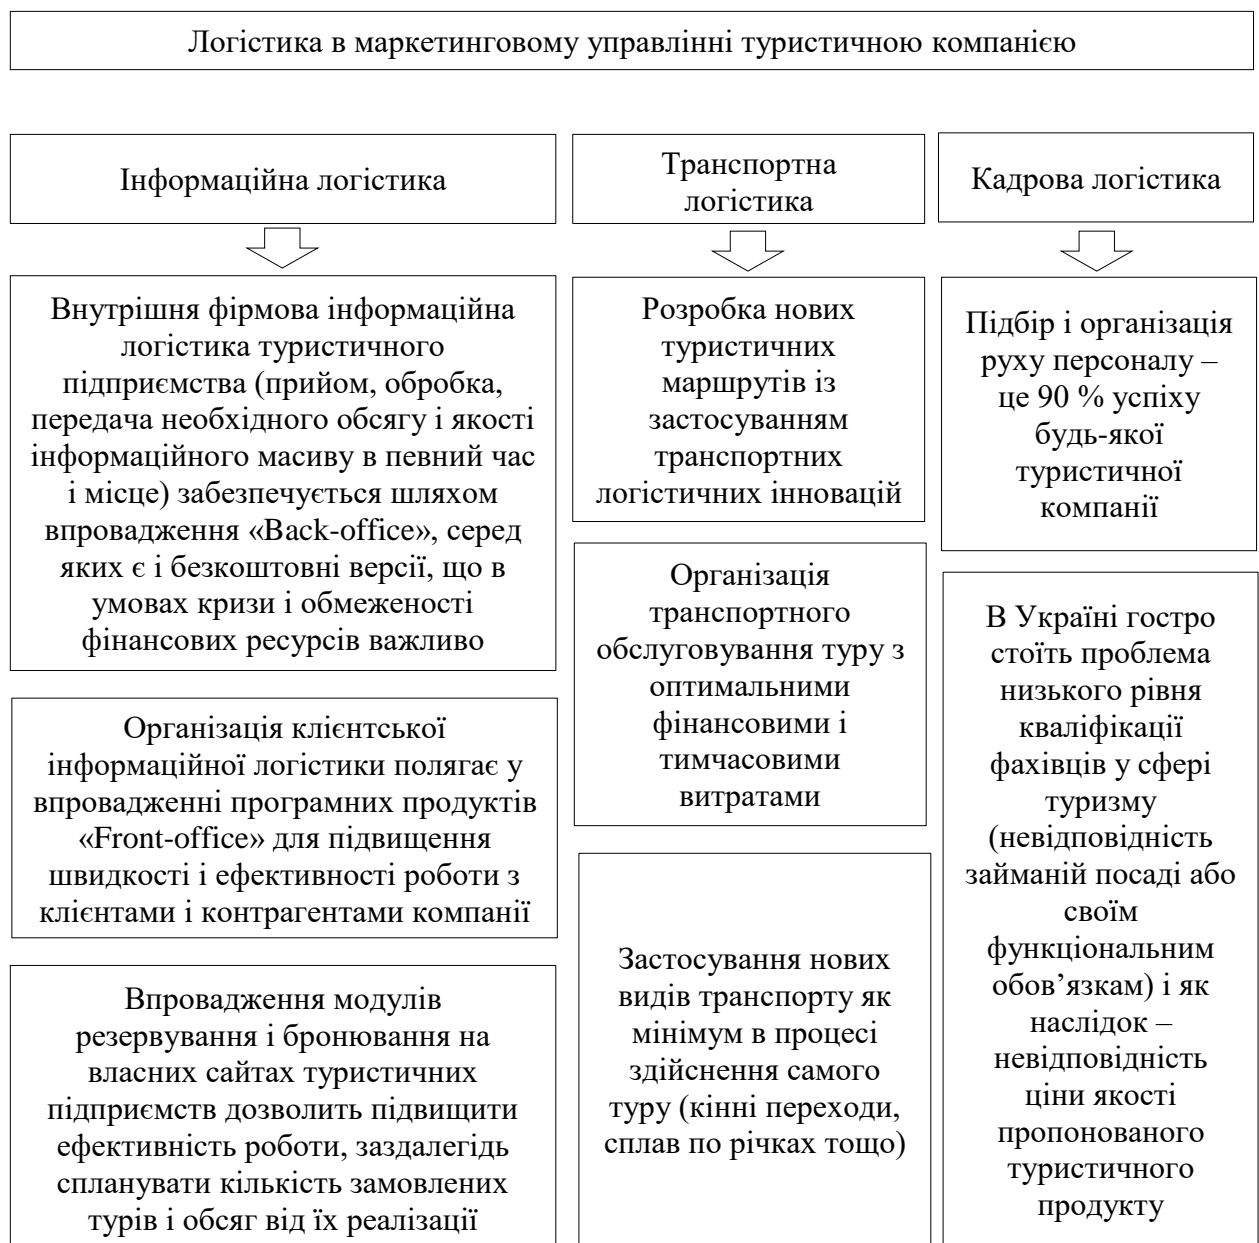 Логістика в маркетинговому управлінні туристичною компанією
Інформаційна логістика
Транспортна
логістика
Кадрова логістика
Внутрішня фірмова інформаційна
логістика туристичного
підприємства (прийом, обробка,
передача необхідного обсягу і якості
інформаційного масиву в певний час
і місце) забезпечується шляхом
впровадження «Back-office», серед
яких є і безкоштовні версії, що в
умовах кризи і обмеженості
фінансових ресурсів важливо
Організація клієнтської
інформаційної логістики полягає у
впровадженні програмних продуктів
«Front-office» для підвищення
швидкості і ефективності роботи з
клієнтами і контрагентами компанії
Впровадження модулів
резервування і бронювання на
власних сайтах туристичних
підприємств дозволить підвищити
ефективність роботи, заздалегідь
спланувати кількість замовлених
турів і обсяг від їх реалізації
Розробка нових
туристичних
маршрутів із
застосуванням
транспортних
логістичних інновацій
Організація
транспортного
обслуговування туру з
оптимальними
фінансовими і
тимчасовими
витратами
Застосування нових
видів транспорту як
мінімум в процесі
здійснення самого
туру (кінні переходи,
сплав по річках тощо)
Підбір і організація
руху персоналу –
це 90 % успіху
будь-якої
туристичної
компанії
В Україні гостро
стоїть проблема
низького рівня
кваліфікації
фахівців у сфері
туризму
(невідповідність
займаній посаді або
своїм
функціональним
обов’язкам) і як
наслідок –
невідповідність
ціни якості
пропонованого
туристичного
продукту